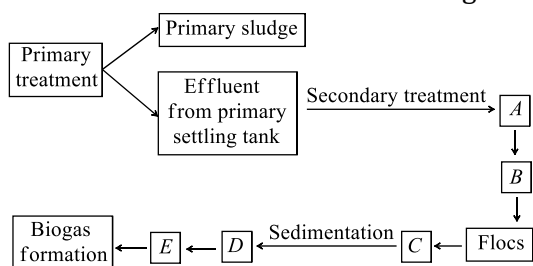 Primary sludge
Primary
treatment
Effluent
from primary
settling tank
Secondary treatment
A
B
Biogas
formation
E
D
Sedimentation
C
Flocs